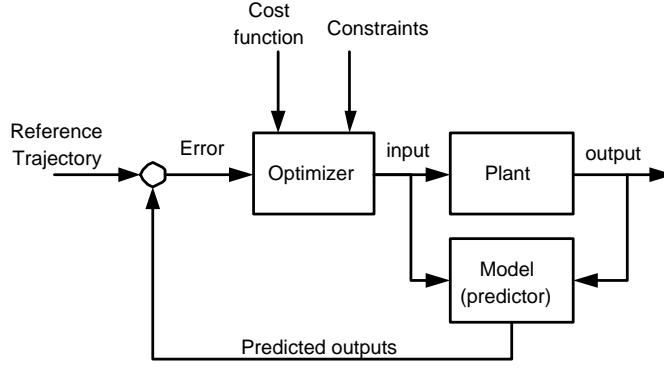 Cost
function
Constraints
Reference
Trajectory
Error
Optimizer
input
Plant
output
Model
(predictor)
Predicted outputs